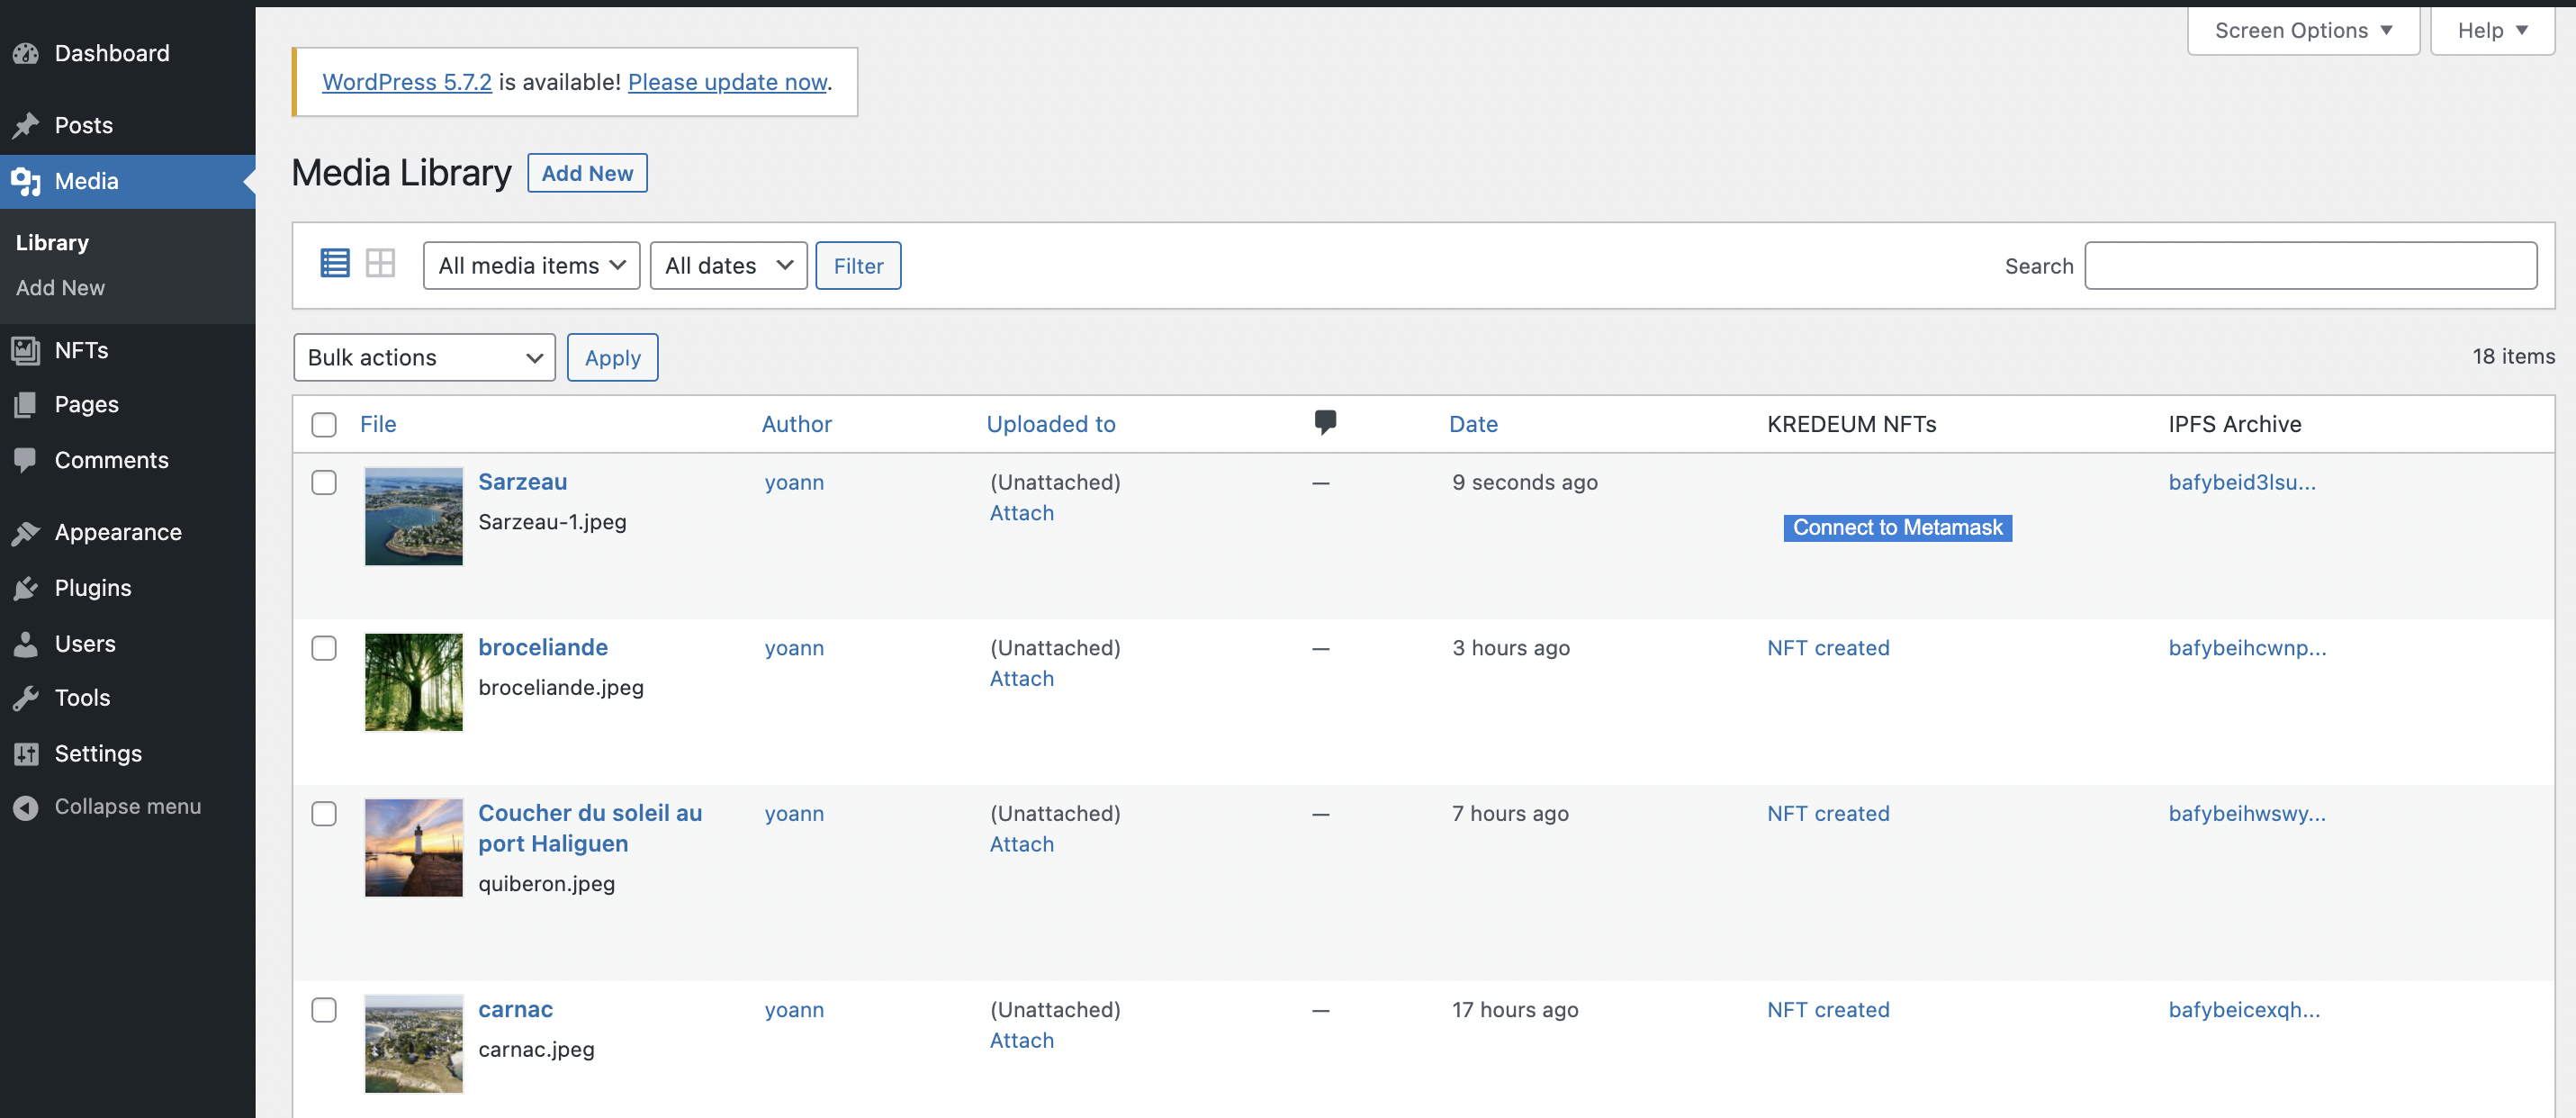 Screen Options ▼
Help ▼
Dashboard
Posts
Media
Library
Add New
NFTs
Pages
Comments
Appearance
Plugins
Users
Tools
Settings
Collapse menu
WordPress 5.7.2 is available! Please update now.
Media Library
Add New
All media items
All dates
Filter
Search
Bulk actions
Apply
18 items
File
Author
Uploaded to
Date
KREDEUM NFTs
IPFS Archive
Sarzeau
Sarzeau-1.jpeg
yoann
(Unattached)
Attach
—
9 seconds ago
Connect to Metamask
bafybeid3lsu...
broceliande
broceliande.jpeg
yoann
(Unattached)
Attach
—
3 hours ago
NFT created
bafybeihcwnp...
Coucher du soleil au
port Haliguen
quiberon.jpeg
yoann
(Unattached)
Attach
—
7 hours ago
NFT created
bafybeihwswy...
carnac
carnac.jpeg
yoann
(Unattached)
Attach
—
17 hours ago
NFT created
bafybeicexqh...